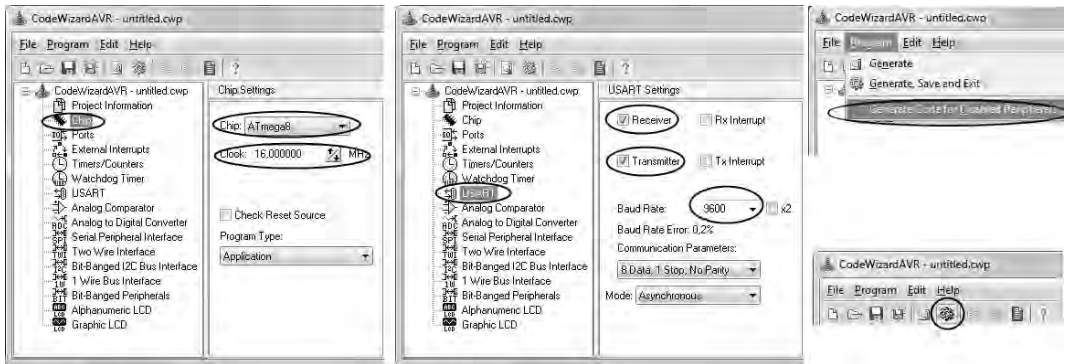 CodeWizardAVR - untitled.cwp
File Program Edit Help
CodeWizardAVR - untitled.cwp
Project Information
Chip
Ports
External Interrupts
Timers/Counters
Watchdog Timer
USART
Analog Comparator
Analog to Digital Converter
Serial Peripheral Interface
Two Wire Interface
Bit-Banged I2C Bus Interface
1 Wire Bus Interface
Bit-Banged Peripherals
Alphanumeric LCD
Graphic LCD
Chip Settings
Chip: ATmega8
Clock: 16,000000 MHz
Check Reset Source
Program Type:
Application
CodeWizardAVR - untitled.cwp
File Program Edit Help
CodeWizardAVR - untitled.cwp
Project Information
Chip
Ports
External Interrupts
Timers/Counters
Watchdog Timer
USART
Analog Comparator
Analog to Digital Converter
Serial Peripheral Interface
Two Wire Interface
Bit-Banged I2C Bus Interface
1 Wire Bus Interface
Bit-Banged Peripherals
Alphanumeric LCD
Graphic LCD
USART Settings
Receiver Rx Interrupt
Transmitter Tx Interrupt
Baud Rate: 9600 x2
Baud Rate Error: 0,2%
Communication Parameters:
8 Data, 1 Stop, No Parity
Mode: Asynchronous
CodeWizardAVR - untitled.cwp
File Program Edit Help
Generate
Generate, Save and Exit
Generate Code for Disabled Peripherals
CodeWizardAVR - untitled.cwp
File Program Edit Help